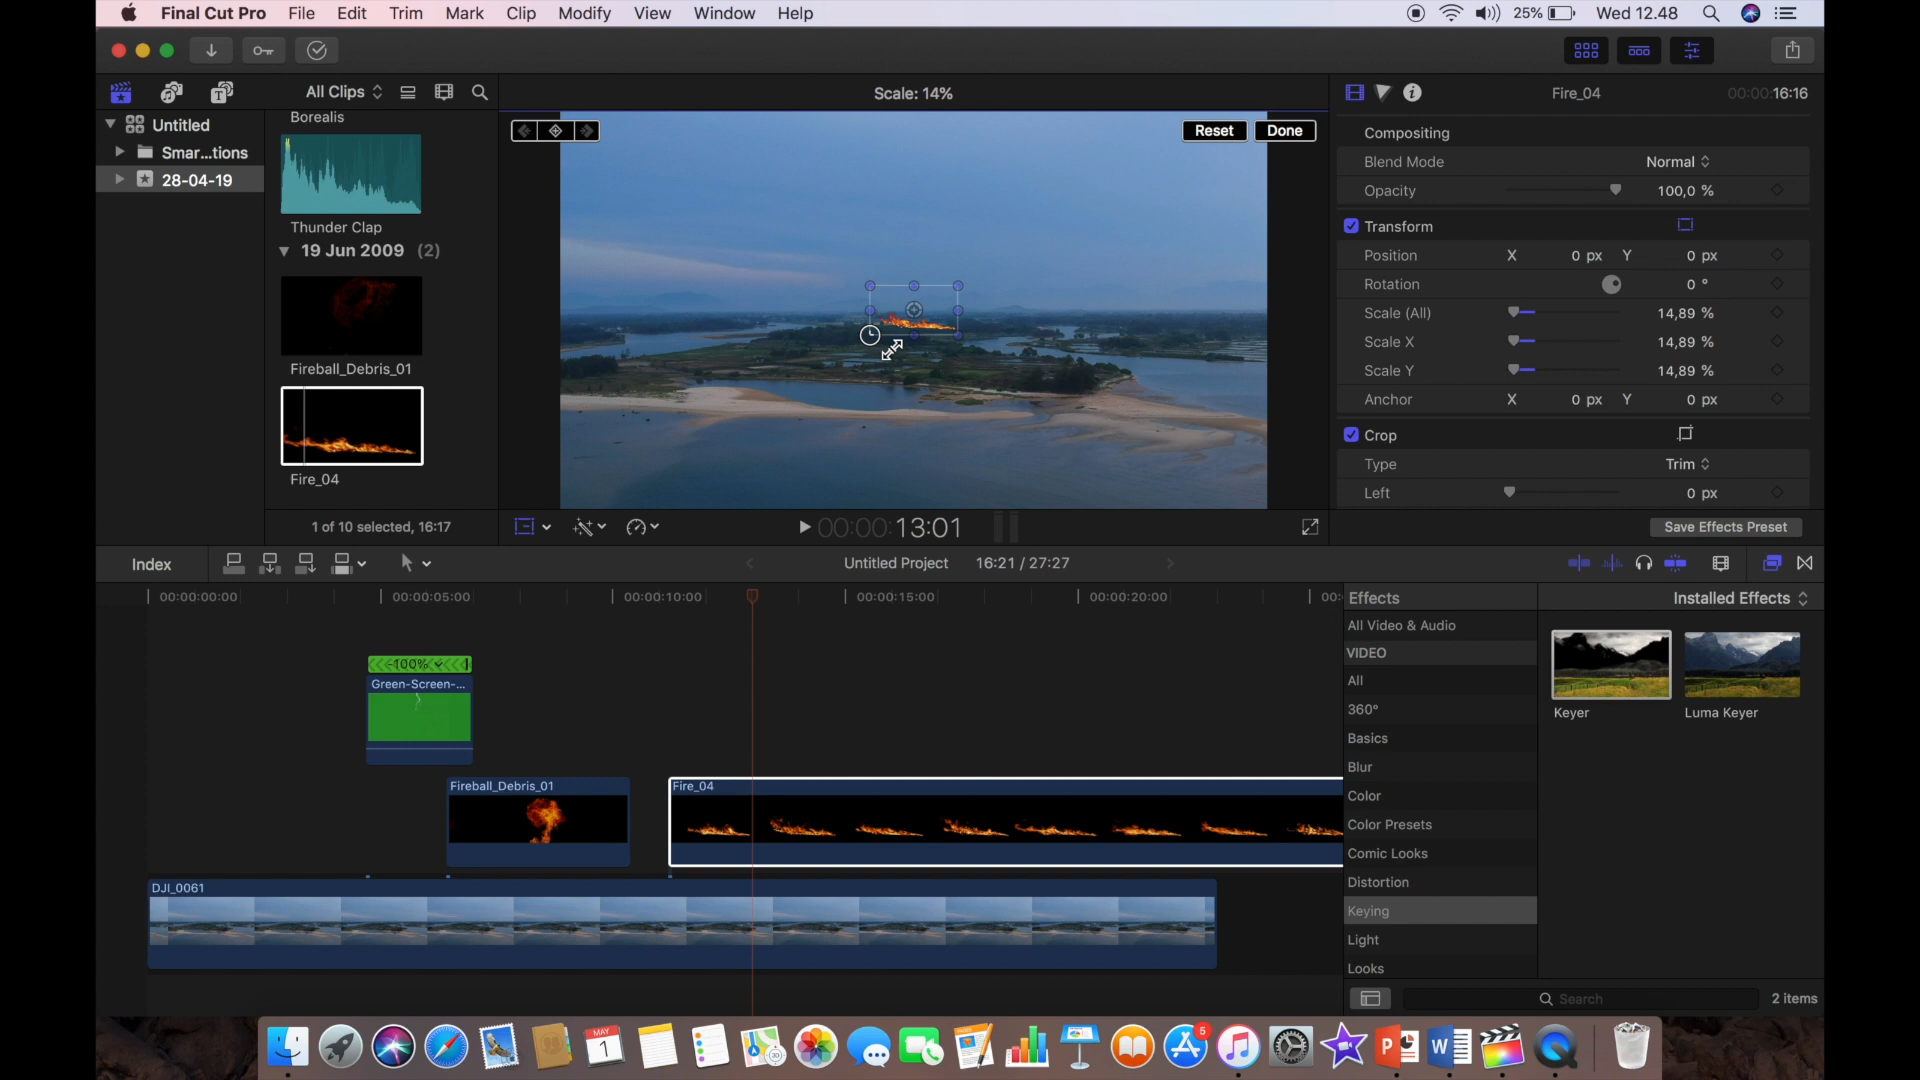 Final Cut Pro File Edit Trim Mark Clip Modify View Window Help 25% Wed 12.48
All Clips Scale: 14% Fire_04 00:00:16:16
Untitled
Smar...tions
28-04-19
Borealis
Thunder Clap
19 Jun 2009 (2)
Fireball_Debris_01
Fire_04
1 of 10 selected, 16:17
Reset Done
00:00:13:01
Compositing
Blend Mode Normal
Opacity 100,0 %
Transform
Position X 0 px Y 0 px
Rotation 0 °
Scale (All) 14,89 %
Scale X 14,89 %
Scale Y 14,89 %
Anchor X 0 px Y 0 px
Crop
Type Trim
Left 0 px
Save Effects Preset
Index Untitled Project 16:21 / 27:27
00:00:00:00 00:00:05:00 00:00:10:00 00:00:15:00 00:00:20:00 00:
-100%
Green-Screen-...
Fireball_Debris_01
Fire_04
DJI_0061
Effects Installed Effects
All Video & Audio
VIDEO
All
360°
Basics
Blur
Color
Color Presets
Comic Looks
Distortion
Keying
Light
Looks
Keyer Luma Keyer
Search 2 items
MAY
1
3D
5
P
W